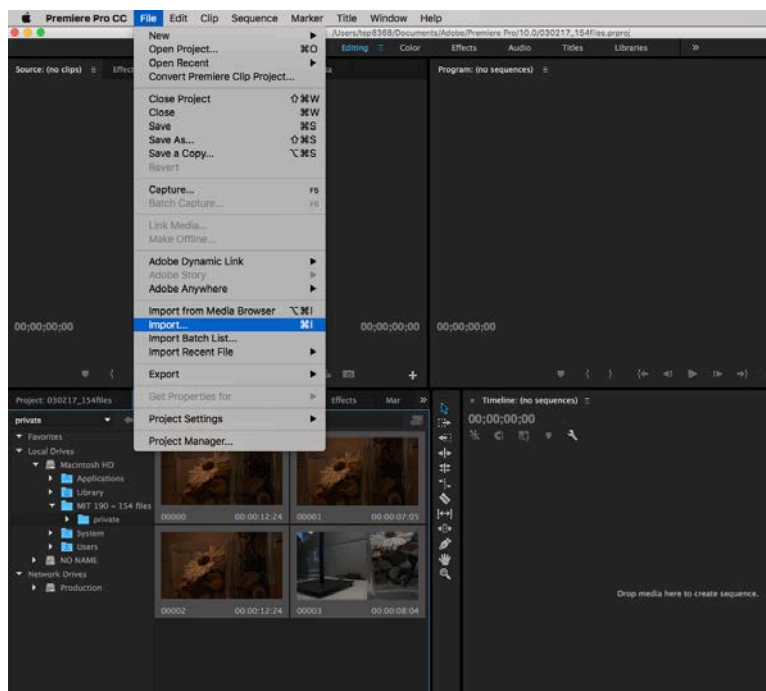 Premiere Pro CC File Edit Clip Sequence Marker Title Window Help
/Users/tep8368/Documents/Adobe/Premiere Pro/10.0/030217_154files.prproj
Editing Color Effects Audio Titles Libraries »
Source: (no clips) Effec
Program: (no sequences)
New
Open Project... ⌘O
Open Recent
Convert Premiere Clip Project...
Close Project ⇧⌘W
Close ⌘W
Save ⌘S
Save As... ⇧⌘S
Save a Copy... ⌥⌘S
Revert
Capture... F5
Batch Capture... F6
Link Media...
Make Offline...
Adobe Dynamic Link
Adobe Story
Adobe Anywhere
Import from Media Browser ⌥⌘I
Import... ⌘I
Import Batch List...
Import Recent File
Export
Get Properties for
Project Settings
Project Manager...
00;00;00;00 00;00;00;00 00;00;00;00
Project: 030217_154files Effects Mar »
Timeline: (no sequences)
00;00;00;00
private
Favorites
Local Drives
Macintosh HD
Applications
Library
MIT 190 - 154 files
private
System
Users
NO NAME
Network Drives
Production
00000 00:00:12:24 00001 00:00:07:05
00002 00:00:12:24 00003 00:00:08:04
Drop media here to create sequence.